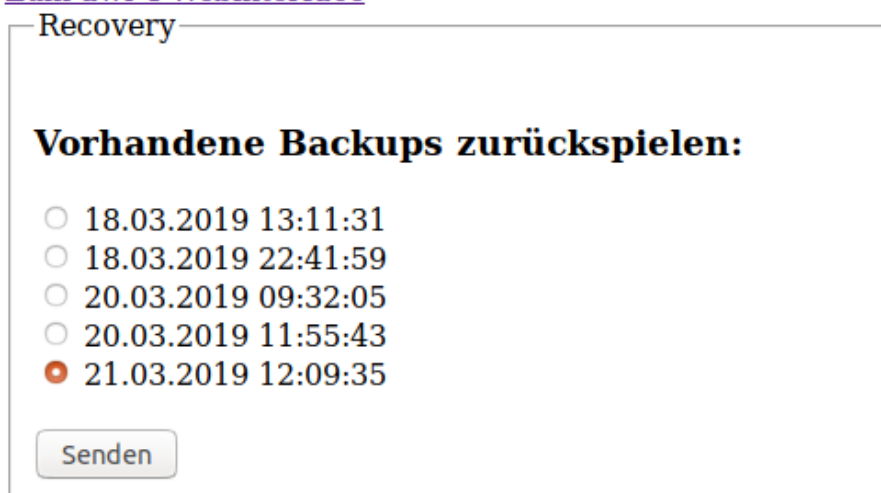 Recovery
Vorhandene Backups zurückspielen:
18.03.2019 13:11:31
18.03.2019 22:41:59
20.03.2019 09:32:05
20.03.2019 11:55:43
21.03.2019 12:09:35
Senden